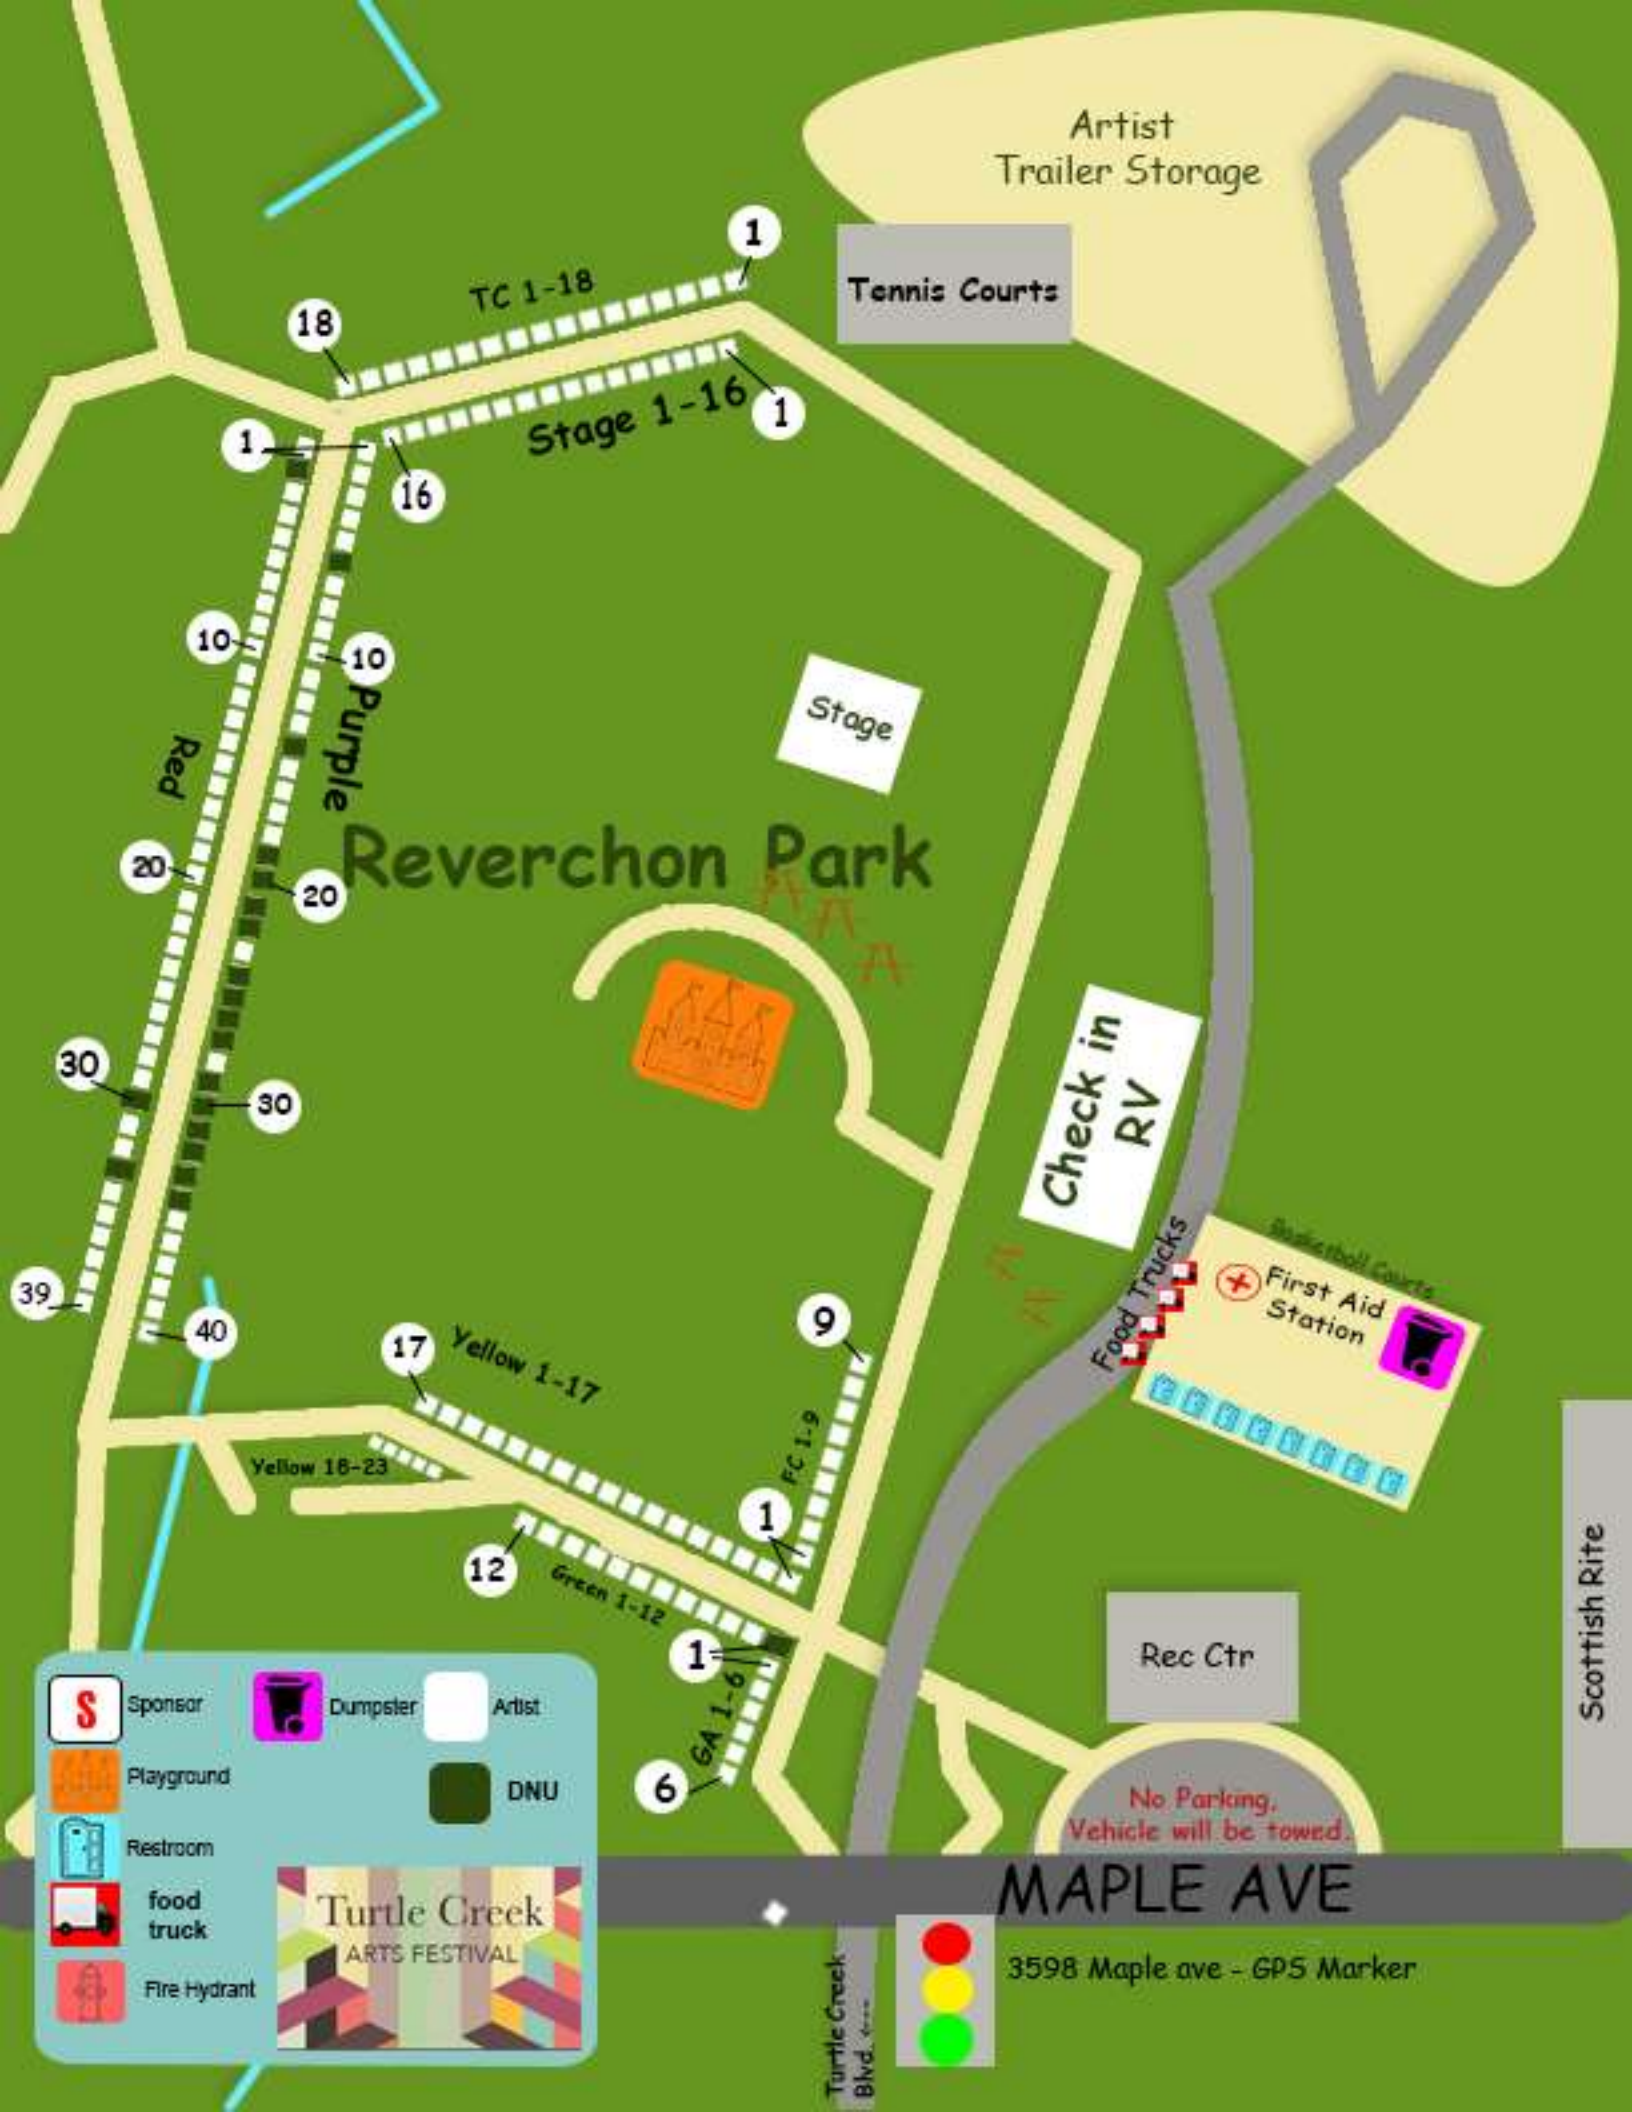 Artist
Trailer Storage
1
TC 1-18
Tennis Courts
18
Stage 1-16
1
1
16
10
10
Purple
Red
Stage
Reverchon Park
20
20
Check in
RV
30
30
Food Trucks
Basketball Courts
First Aid
Station
39
40
9
17
Yellow 1-17
FC 1-9
Yellow 18-23
1
12
Green 1-12
1
GA 1-6
6
Rec Ctr
Scottish Rite
S
Sponsor
Dumpster
Artist
Playground
DNU
Restroom
food
truck
Fire Hydrant
Turtle Creek
ARTS FESTIVAL
No Parking,
Vehicle will be towed.
MAPLE AVE
3598 Maple ave - GPS Marker
Turtle Creek
Blvd. <---